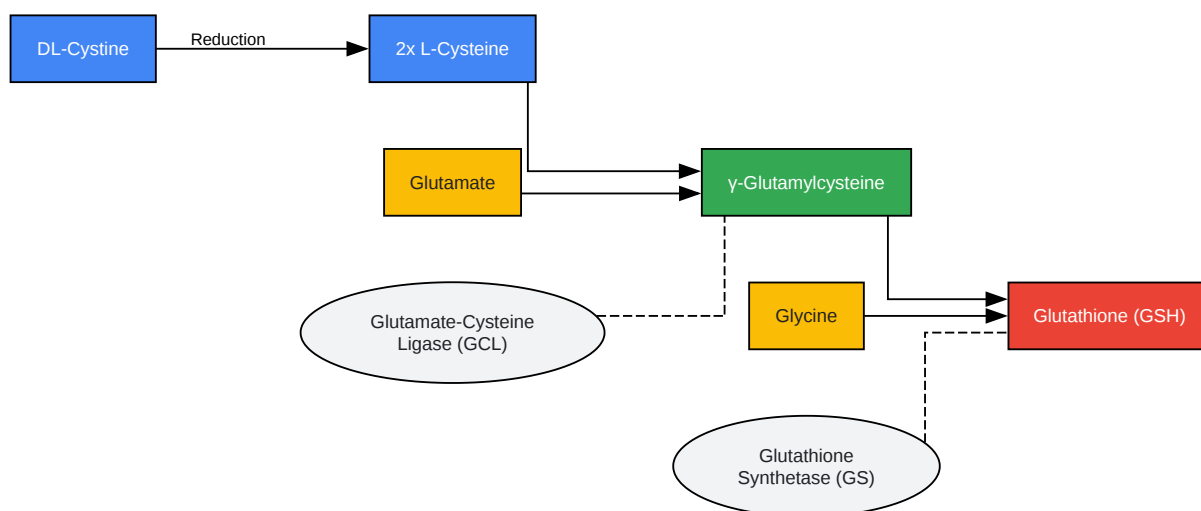 DL-Cystine
Reduction
2x L-Cysteine
Glutamate
γ-Glutamylcysteine
Glutamate-Cysteine
Ligase (GCL)
Glycine
Glutathione (GSH)
Glutathione
Synthetase (GS)